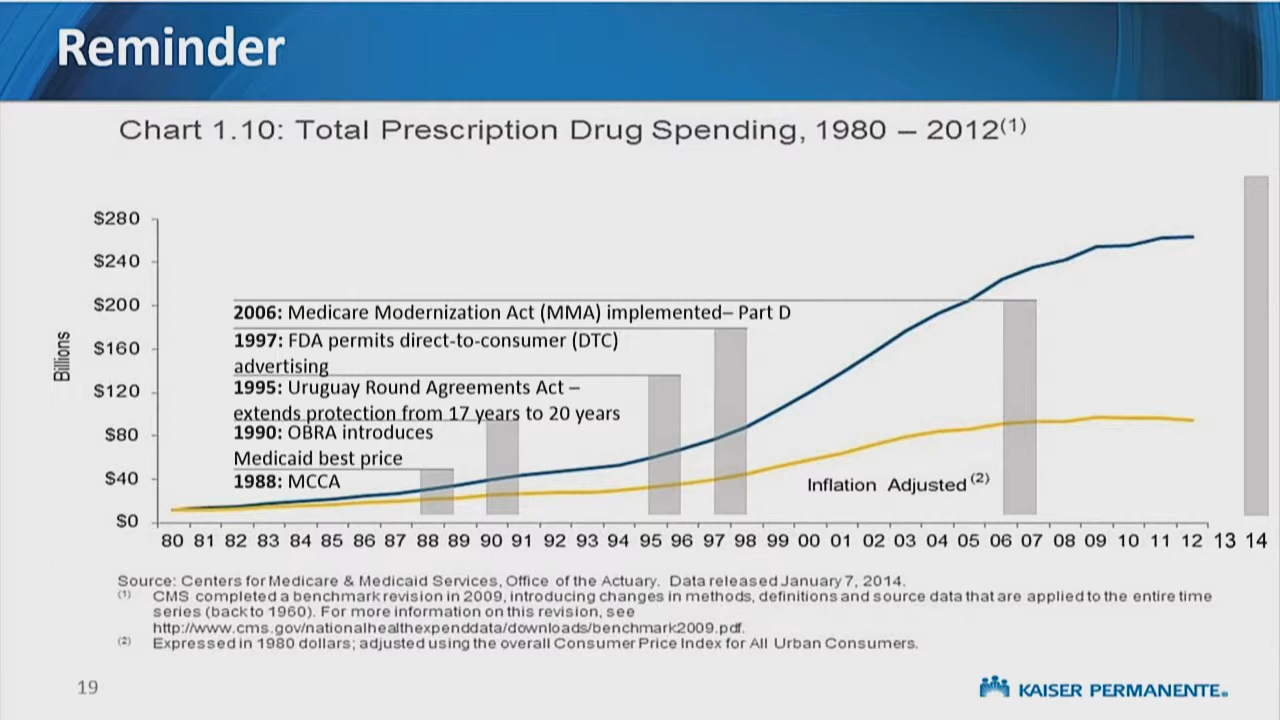 Reminder
Chart 1.10: Total Prescription Drug Spending, 1980 – 2012(1)
Billions
$280
$240
$200
$160
$120
$80
$40
$0
2006: Medicare Modernization Act (MMA) implemented– Part D
1997: FDA permits direct-to-consumer (DTC)
advertising
1995: Uruguay Round Agreements Act –
extends protection from 17 years to 20 years
1990: OBRA introduces
Medicaid best price
1988: MCCA
Inflation Adjusted (2)
80 81 82 83 84 85 86 87 88 89 90 91 92 93 94 95 96 97 98 99 00 01 02 03 04 05 06 07 08 09 10 11 12 13 14
Source: Centers for Medicare & Medicaid Services, Office of the Actuary. Data released January 7, 2014.
(1) CMS completed a benchmark revision in 2009, introducing changes in methods, definitions and source data that are applied to the entire time
series (back to 1960). For more information on this revision, see
http://www.cms.gov/nationalhealthexpenddata/downloads/benchmark2009.pdf.
(2) Expressed in 1980 dollars; adjusted using the overall Consumer Price Index for All Urban Consumers.
19
KAISER PERMANENTE®